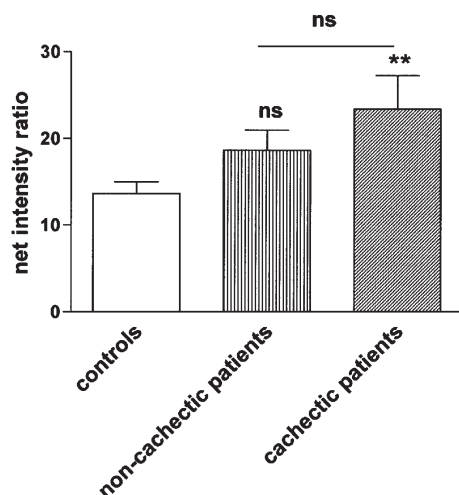 ns
30
**
ns
20
10
0
net intensity ratio
controls
non-cachectic patients
cachectic patients